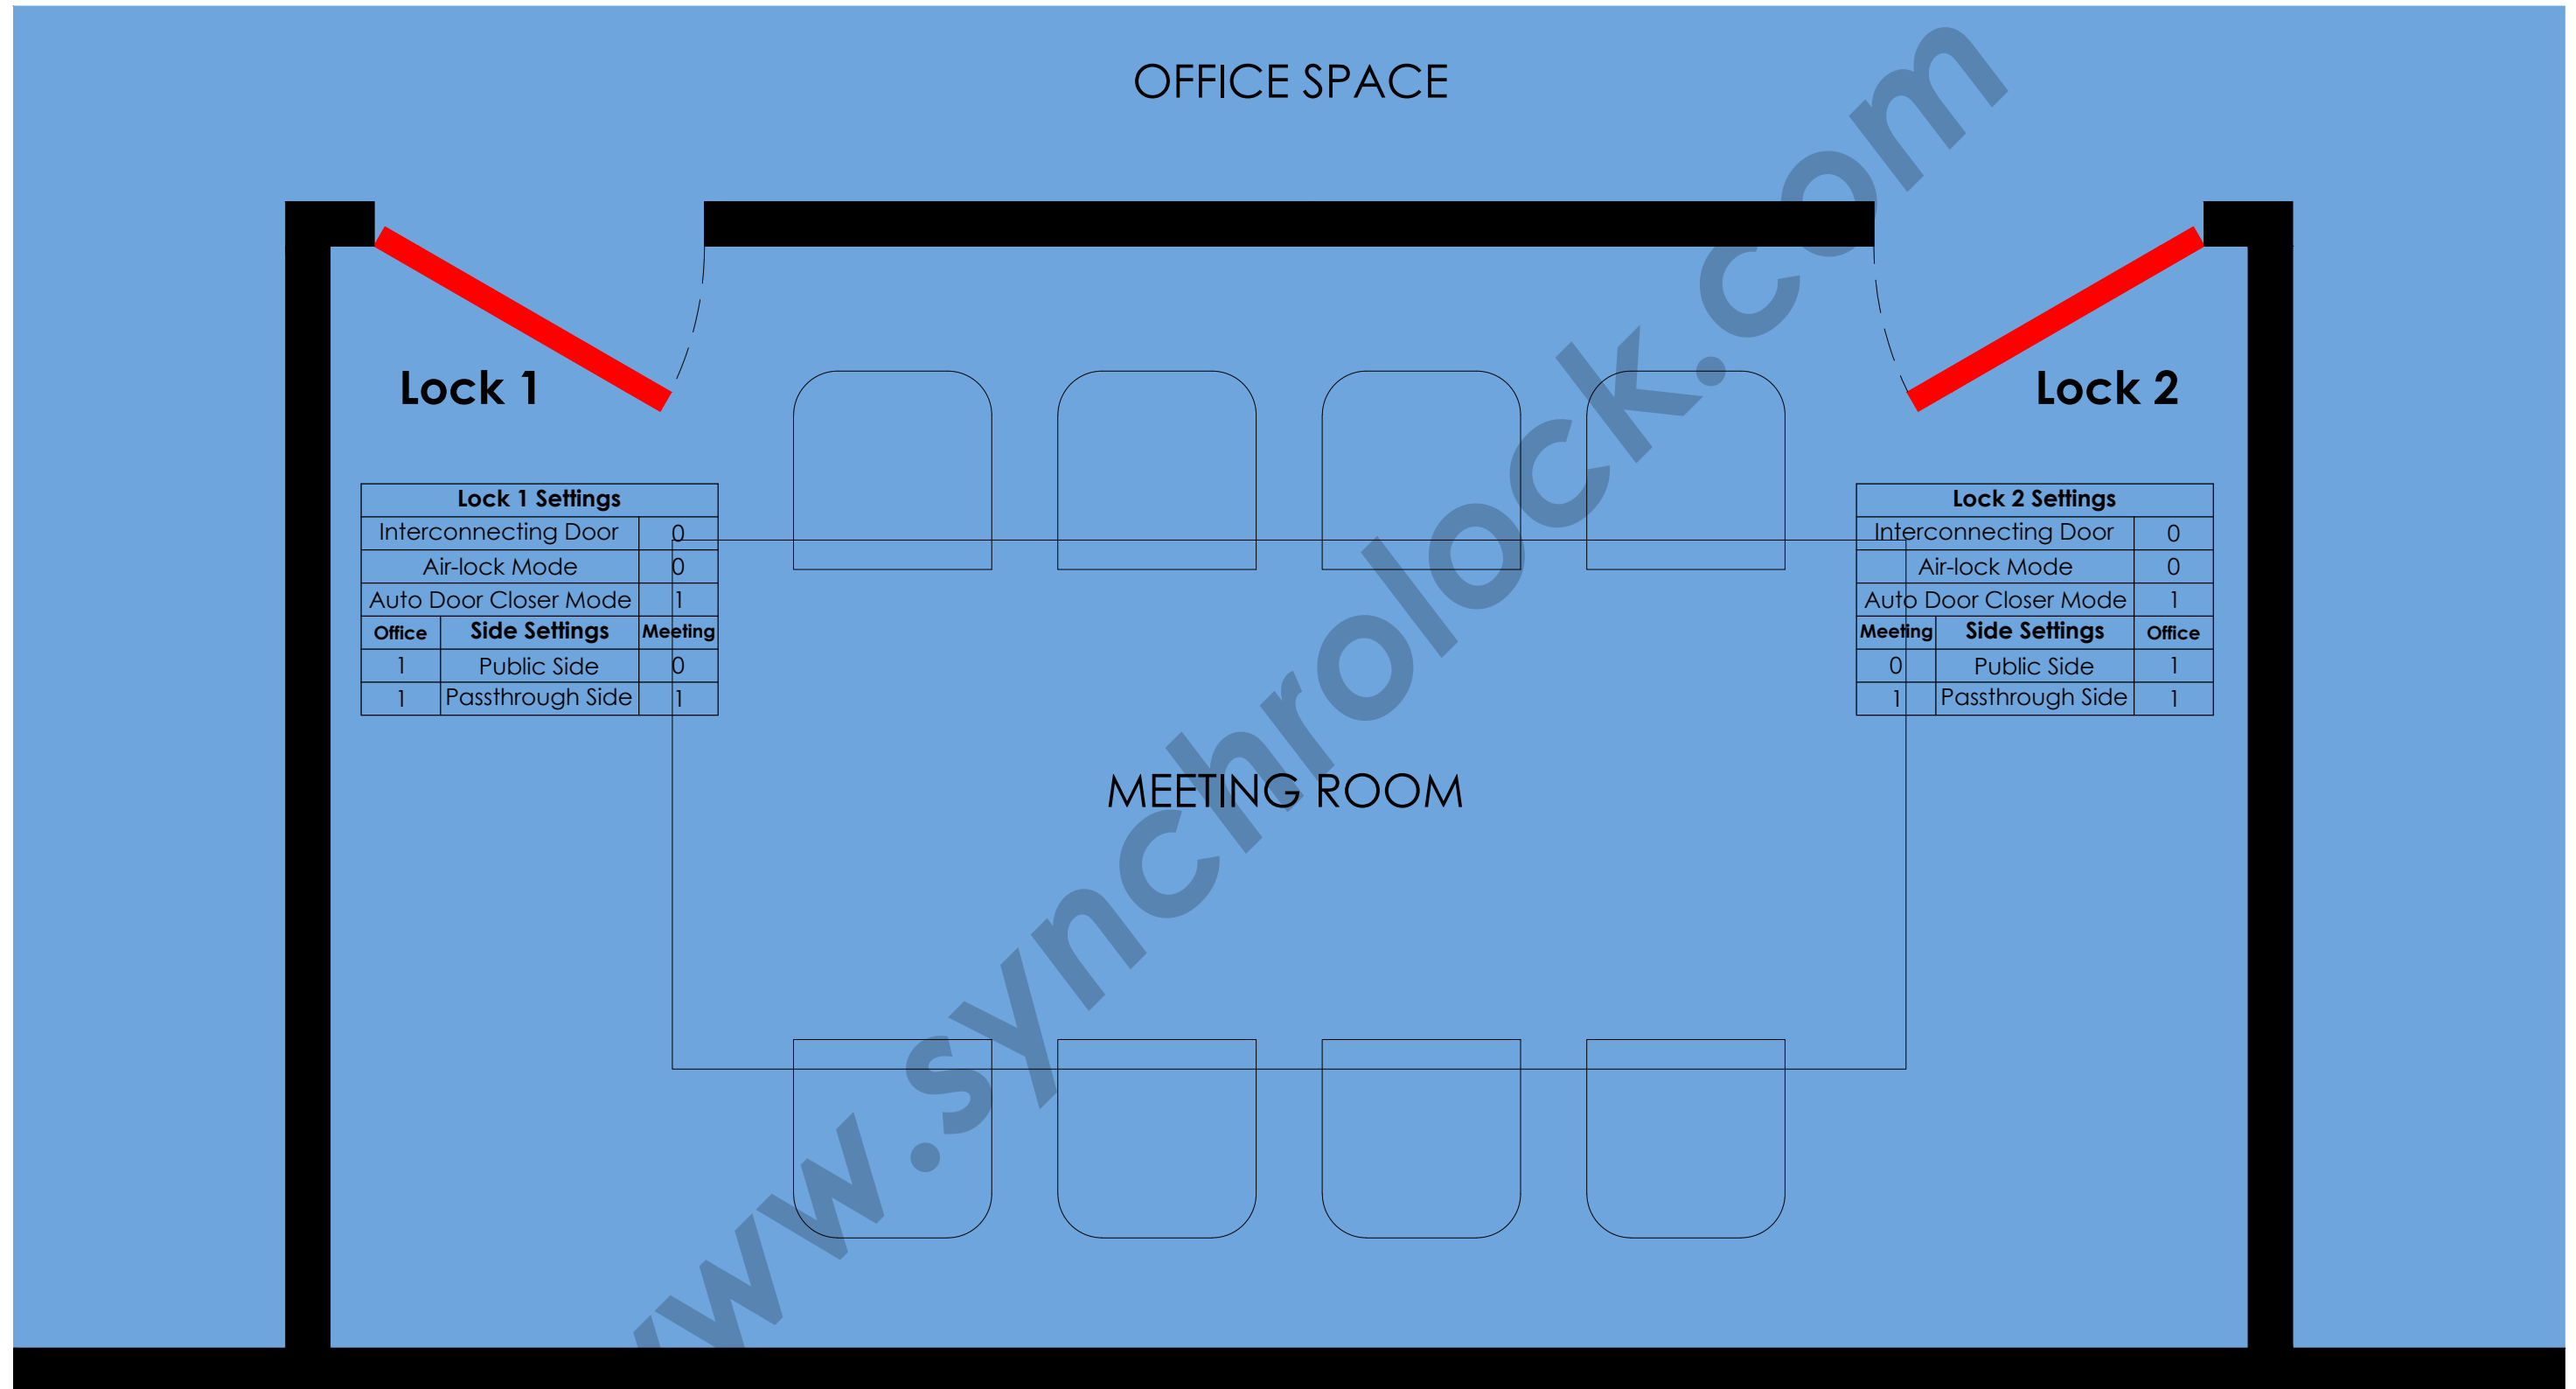 OFFICE SPACE
Lock 1
Lock 2
Lock 1 Settings
Interconnecting Door 0
Air-lock Mode 0
Auto Door Closer Mode 1
Office Side Settings Meeting
1 Public Side 0
1 Passthrough Side 1
Lock 2 Settings
Interconnecting Door 0
Air-lock Mode 0
Auto Door Closer Mode 1
Meeting Side Settings Office
0 Public Side 1
1 Passthrough Side 1
MEETING ROOM
www.synchrolock.com